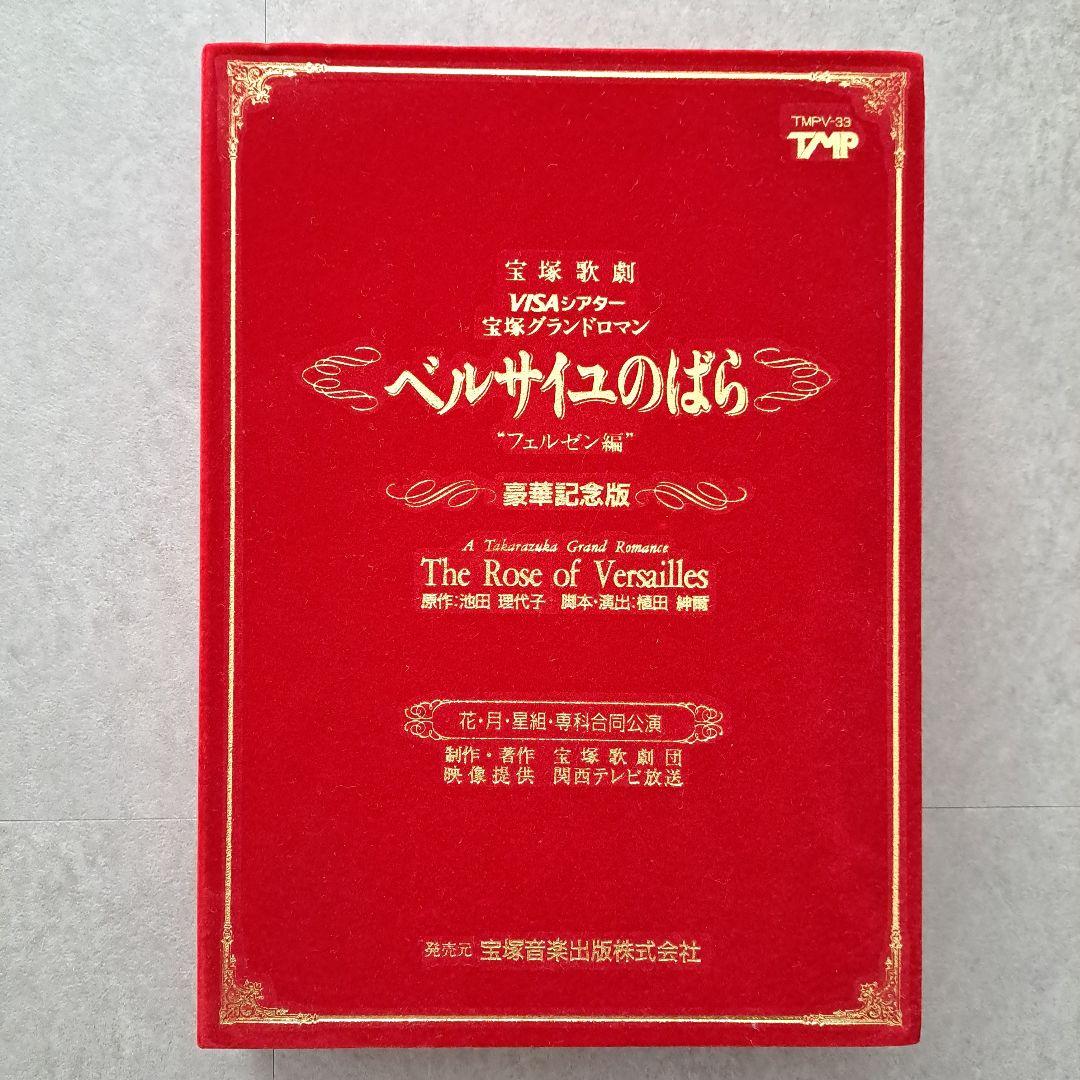 TMPV-33
TMP
宝塚歌劇
VISAシアター
宝塚グランドロマン
ベルサイユのばら
“フェルゼン編”
豪華記念版
A Takarazuka Grand Romance
The Rose of Versailles
原作:池田 理代子 脚本・演出:植田 紳爾
花・月・星組・専科合同公演
制作・著作 宝塚歌劇団
映像提供 関西テレビ放送
発売元 宝塚音楽出版株式会社